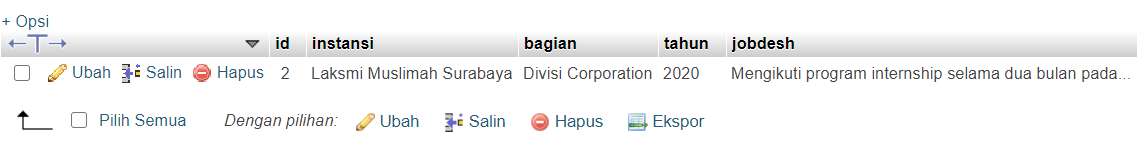 + Opsi
←T→ id instansi bagian tahun jobdesh
Ubah Salin Hapus 2 Laksmi Muslimah Surabaya Divisi Corporation 2020 Mengikuti program internship selama dua bulan pada...
Pilih Semua Dengan pilihan: Ubah Salin Hapus Ekspor